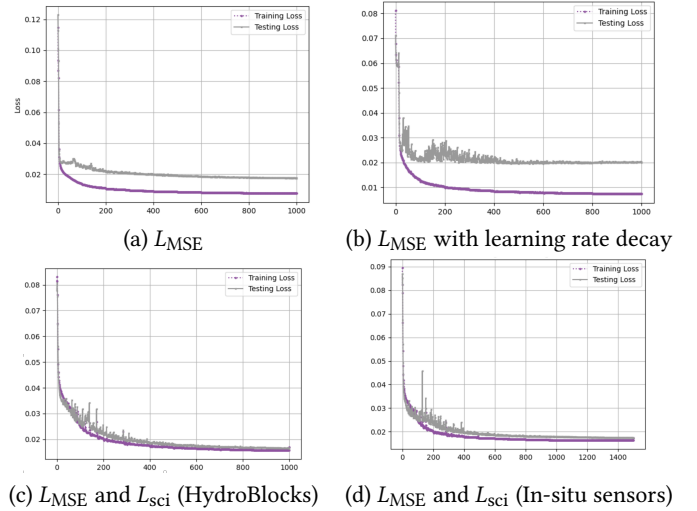 0.12
0.10
0.08
0.06
0.04
0.02
Loss
Training Loss
Testing Loss
0 200 400 600 800 1000
(a) L_MSE
0.08
0.07
0.06
0.05
0.04
0.03
0.02
0.01
Training Loss
Testing Loss
0 200 400 600 800 1000
(b) L_MSE with learning rate decay
0.08
0.07
0.06
0.05
0.04
0.03
0.02
Training Loss
Testing Loss
0 200 400 600 800 1000
(c) L_MSE and L_sci (HydroBlocks)
0.09
0.08
0.07
0.06
0.05
0.04
0.03
0.02
Training Loss
Testing Loss
0 200 400 600 800 1000 1200 1400
(d) L_MSE and L_sci (In-situ sensors)